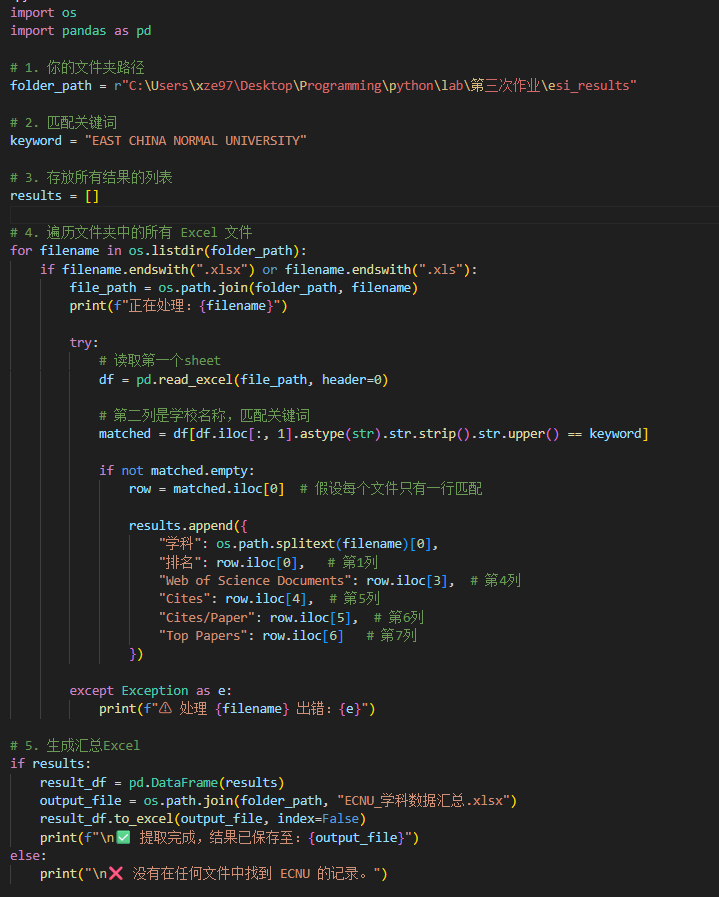 import os
import pandas as pd
# 1. 你的文件夹路径
folder_path = r"C:\Users\xze97\Desktop\Programming\python\lab\第三次作业\esi_results"
# 2. 匹配关键词
keyword = "EAST CHINA NORMAL UNIVERSITY"
# 3. 存放所有结果的列表
results = []
# 4. 遍历文件夹中的所有 Excel 文件
for filename in os.listdir(folder_path):
    if filename.endswith(".xlsx") or filename.endswith(".xls"):
        file_path = os.path.join(folder_path, filename)
        print(f"正在处理: {filename}")
        try:
            # 读取第一个sheet
            df = pd.read_excel(file_path, header=0)
            # 第二列是学校名称，匹配关键词
            matched = df[df.iloc[:, 1].astype(str).str.strip().str.upper() == keyword]
            if not matched.empty:
                row = matched.iloc[0]  # 假设每个文件只有一行匹配
                results.append({
                    "学科": os.path.splitext(filename)[0],
                    "排名": row.iloc[0],   # 第1列
                    "Web of Science Documents": row.iloc[3],  # 第4列
                    "Cites": row.iloc[4],  # 第5列
                    "Cites/Paper": row.iloc[5],  # 第6列
                    "Top Papers": row.iloc[6]   # 第7列
                })
        except Exception as e:
            print(f"⚠ 处理 {filename} 出错: {e}")
# 5. 生成汇总Excel
if results:
    result_df = pd.DataFrame(results)
    output_file = os.path.join(folder_path, "ECNU_学科数据汇总.xlsx")
    result_df.to_excel(output_file, index=False)
    print(f"\n✅ 提取完成，结果已保存至: {output_file}")
else:
    print("\n❌ 没有在任何文件中找到 ECNU 的记录。")